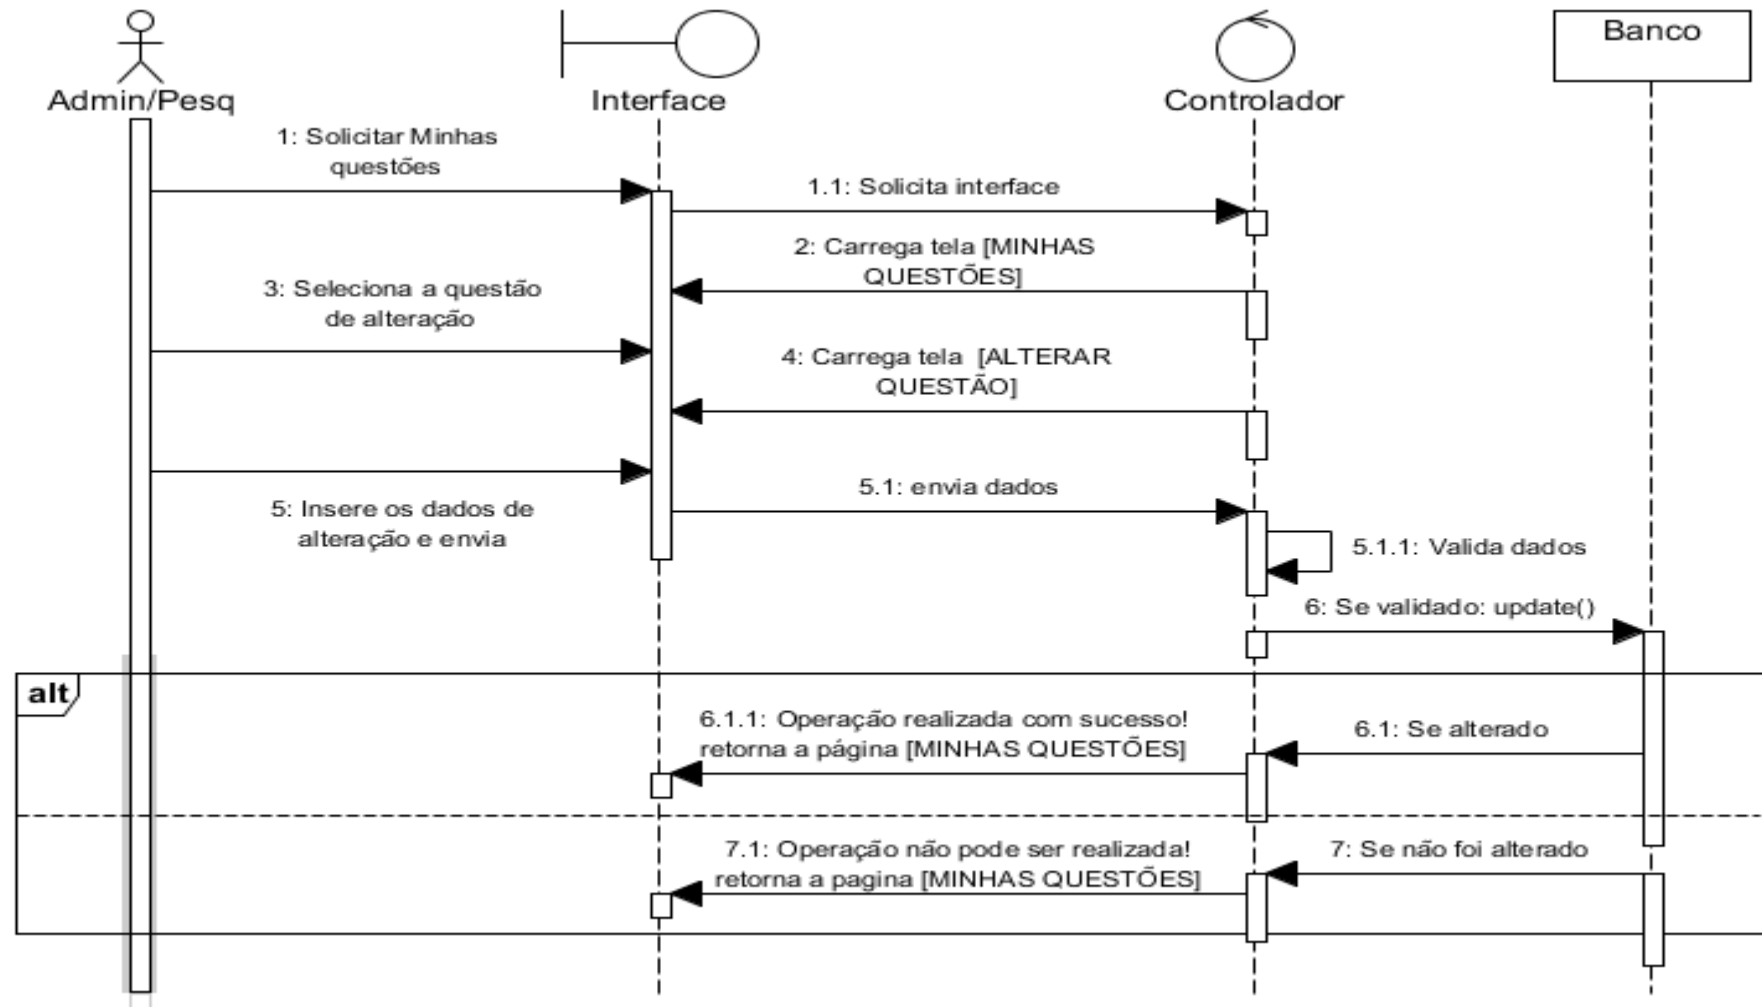 Admin/Pesq
Interface
Controlador
Banco
1: Solicitar Minhas
questões
1.1: Solicita interface
2: Carrega tela [MINHAS
QUESTÕES]
3: Seleciona a questão
de alteração
4: Carrega tela [ALTERAR
QUESTÃO]
5: Insere os dados de
alteração e envia
5.1: envia dados
5.1.1: Valida dados
6: Se validado: update()
alt
6.1: Se alterado
6.1.1: Operação realizada com sucesso!
retorna a página [MINHAS QUESTÕES]
7: Se não foi alterado
7.1: Operação não pode ser realizada!
retorna a pagina [MINHAS QUESTÕES]